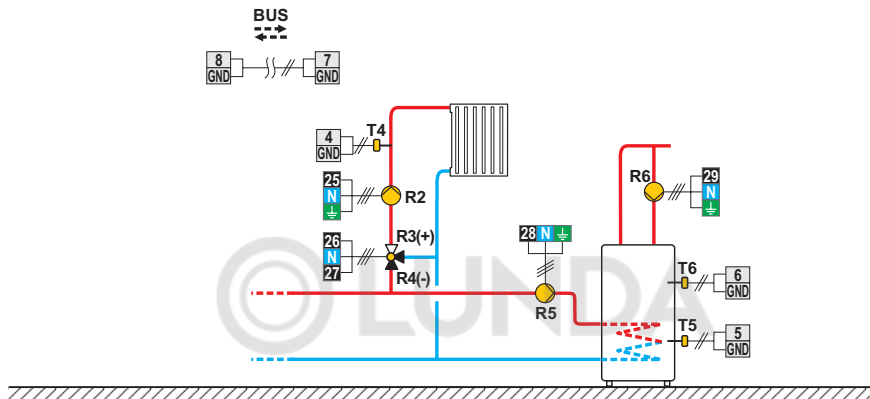 BUS
8
GND
7
GND
4
GND
T4
25
N
R2
R6
29
N
26
N
27
R3(+)
R4(-)
28 N
R5
T6
6
GND
T5
5
GND
LUNDA